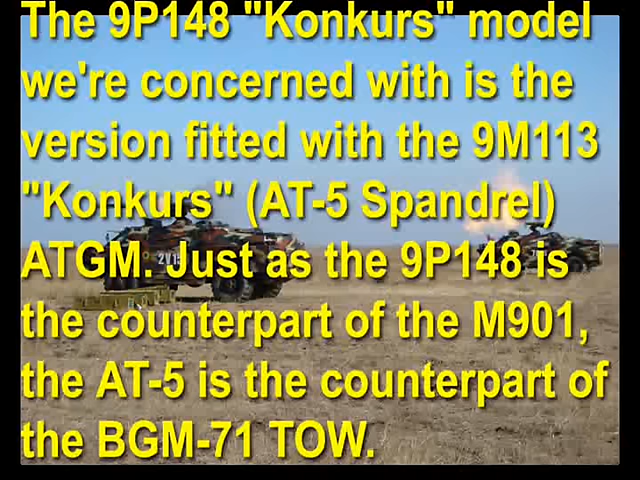 The 9P148 "Konkurs" model
we're concerned with is the
version fitted with the 9M113
"Konkurs" (AT-5 Spandrel)
ATGM. Just as the 9P148 is
the counterpart of the M901,
the AT-5 is the counterpart of
the BGM-71 TOW.